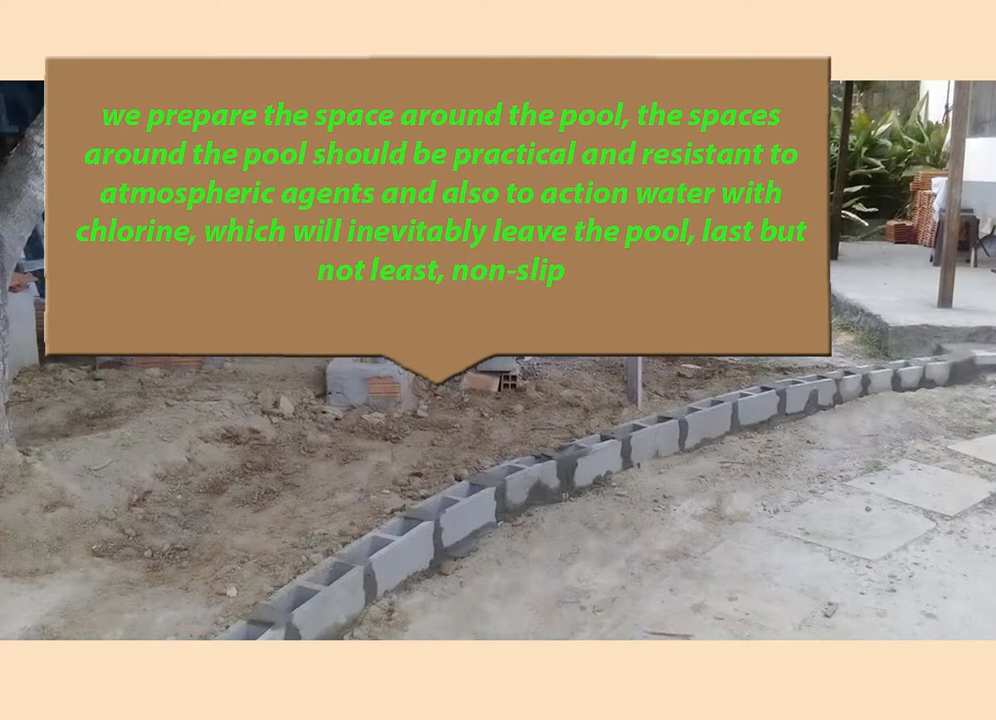 we prepare the space around the pool, the spaces
around the pool should be practical and resistant to
atmospheric agents and also to action water with
chlorine, which will inevitably leave the pool, last but
not least, non-slip